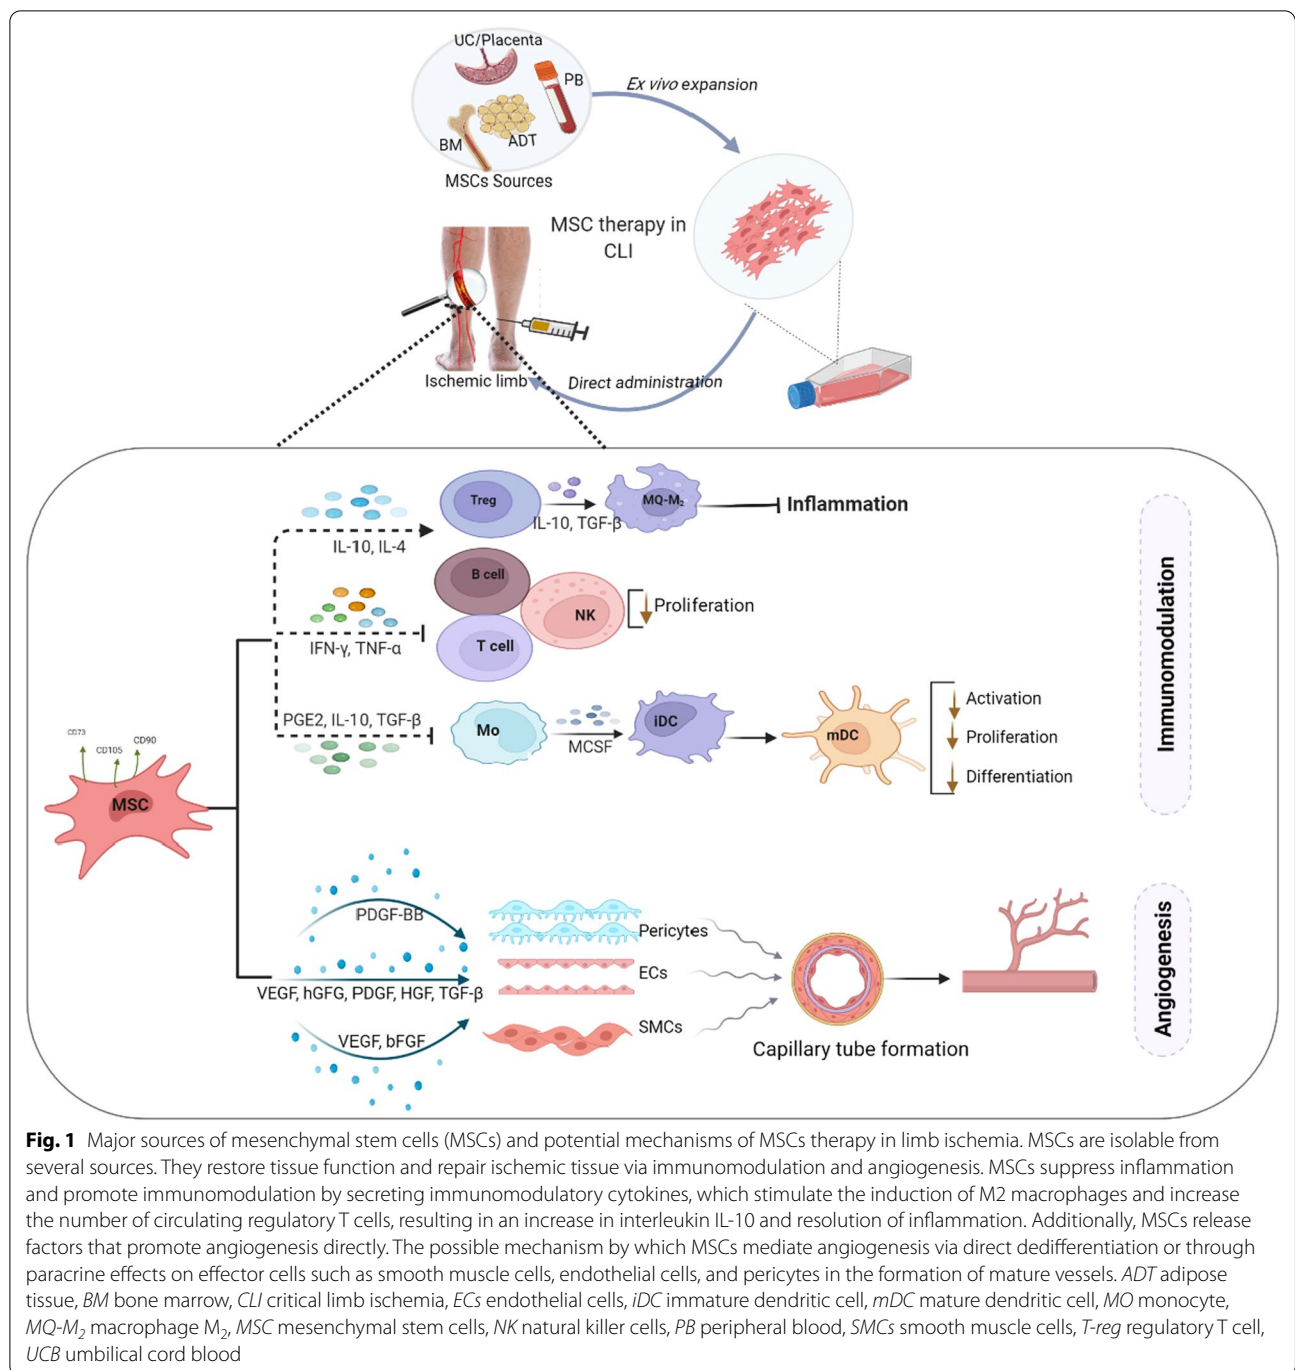 UC/Placenta
PB
BM
ADT
MSCs Sources
Ex vivo expansion
MSC therapy in
CLI
Ischemic limb
Direct administration
Treg
IL-10, IL-4
IL-10, TGF-β
MQ-M₂
Inflammation
B cell
NK
T cell
IFN-γ, TNF-α
Proliferation
PGE2, IL-10, TGF-β
Mo
MCSF
iDC
mDC
Activation
Proliferation
Differentiation
Immunomodulation
CD73
CD105
CD90
MSC
PDGF-BB
VEGF, hGFG, PDGF, HGF, TGF-β
VEGF, bFGF
Pericytes
ECs
SMCs
Capillary tube formation
Angiogenesis
Fig. 1 Major sources of mesenchymal stem cells (MSCs) and potential mechanisms of MSCs therapy in limb ischemia. MSCs are isolable from
several sources. They restore tissue function and repair ischemic tissue via immunomodulation and angiogenesis. MSCs suppress inflammation
and promote immunomodulation by secreting immunomodulatory cytokines, which stimulate the induction of M2 macrophages and increase
the number of circulating regulatory T cells, resulting in an increase in interleukin IL-10 and resolution of inflammation. Additionally, MSCs release
factors that promote angiogenesis directly. The possible mechanism by which MSCs mediate angiogenesis via direct dedifferentiation or through
paracrine effects on effector cells such as smooth muscle cells, endothelial cells, and pericytes in the formation of mature vessels. ADT adipose
tissue, BM bone marrow, CLI critical limb ischemia, ECs endothelial cells, iDC immature dendritic cell, mDC mature dendritic cell, MO monocyte,
MQ-M₂ macrophage M₂, MSC mesenchymal stem cells, NK natural killer cells, PB peripheral blood, SMCs smooth muscle cells, T-reg regulatory T cell,
UCB umbilical cord blood